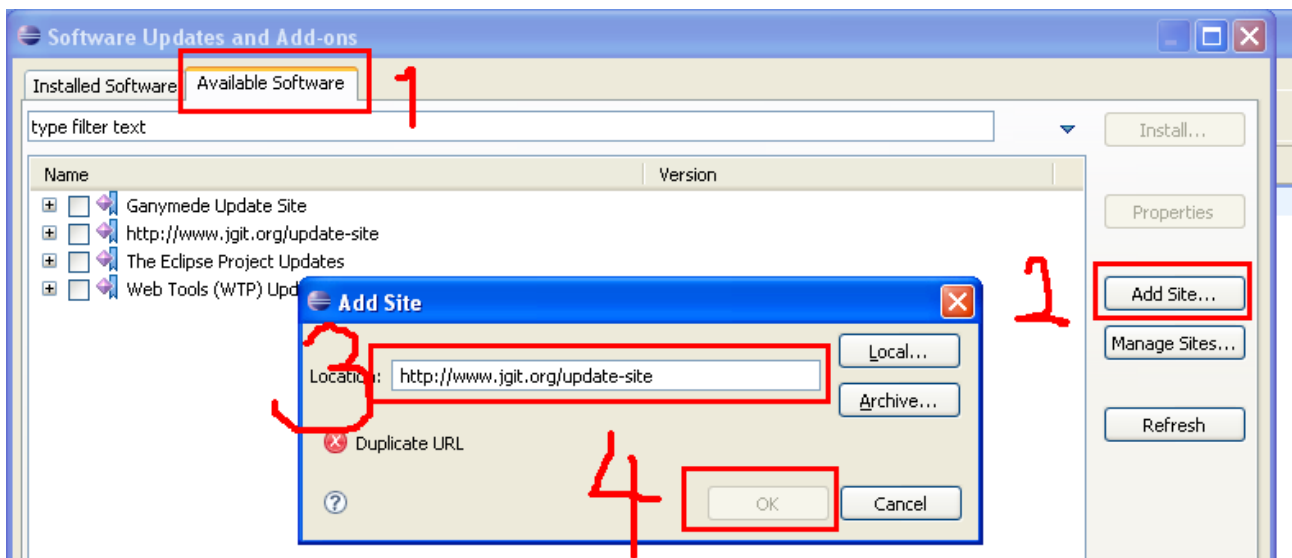 Software Updates and Add-ons
Installed Software Available Software 1
type filter text Install...
Name Version
Ganymede Update Site Properties
http://www.jgit.org/update-site
The Eclipse Project Updates
Web Tools (WTP) Upd 2 Add Site...
Add Site
3 Local... Manage Sites...
Location: http://www.jgit.org/update-site
Archive...
Refresh
Duplicate URL
4
? OK Cancel